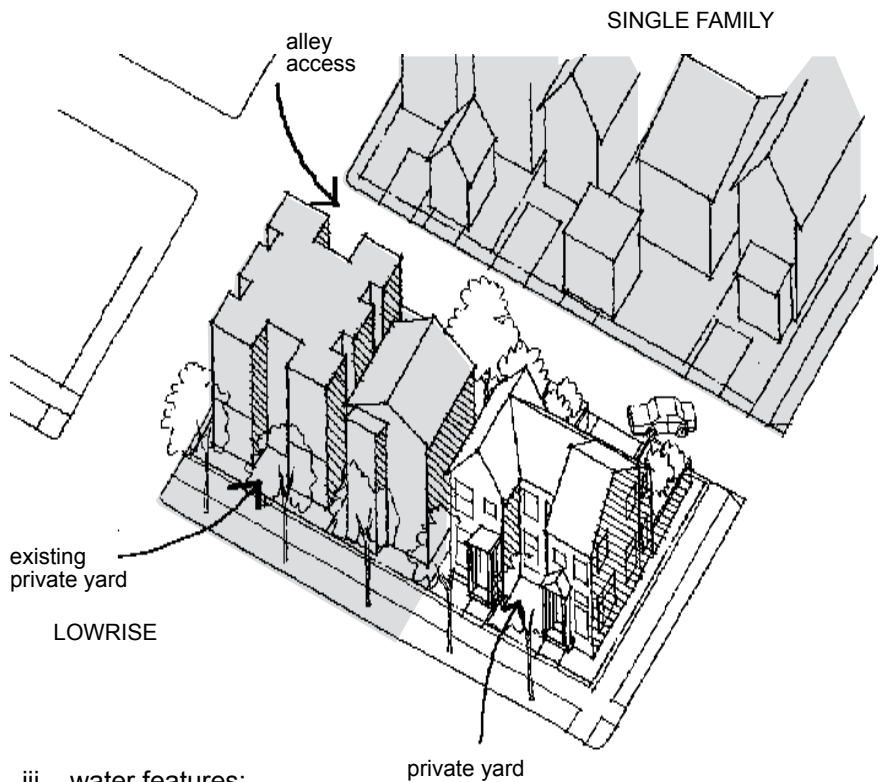 SINGLE FAMILY
alley
access
existing
private yard
LOWRISE
private yard
iii. water features;